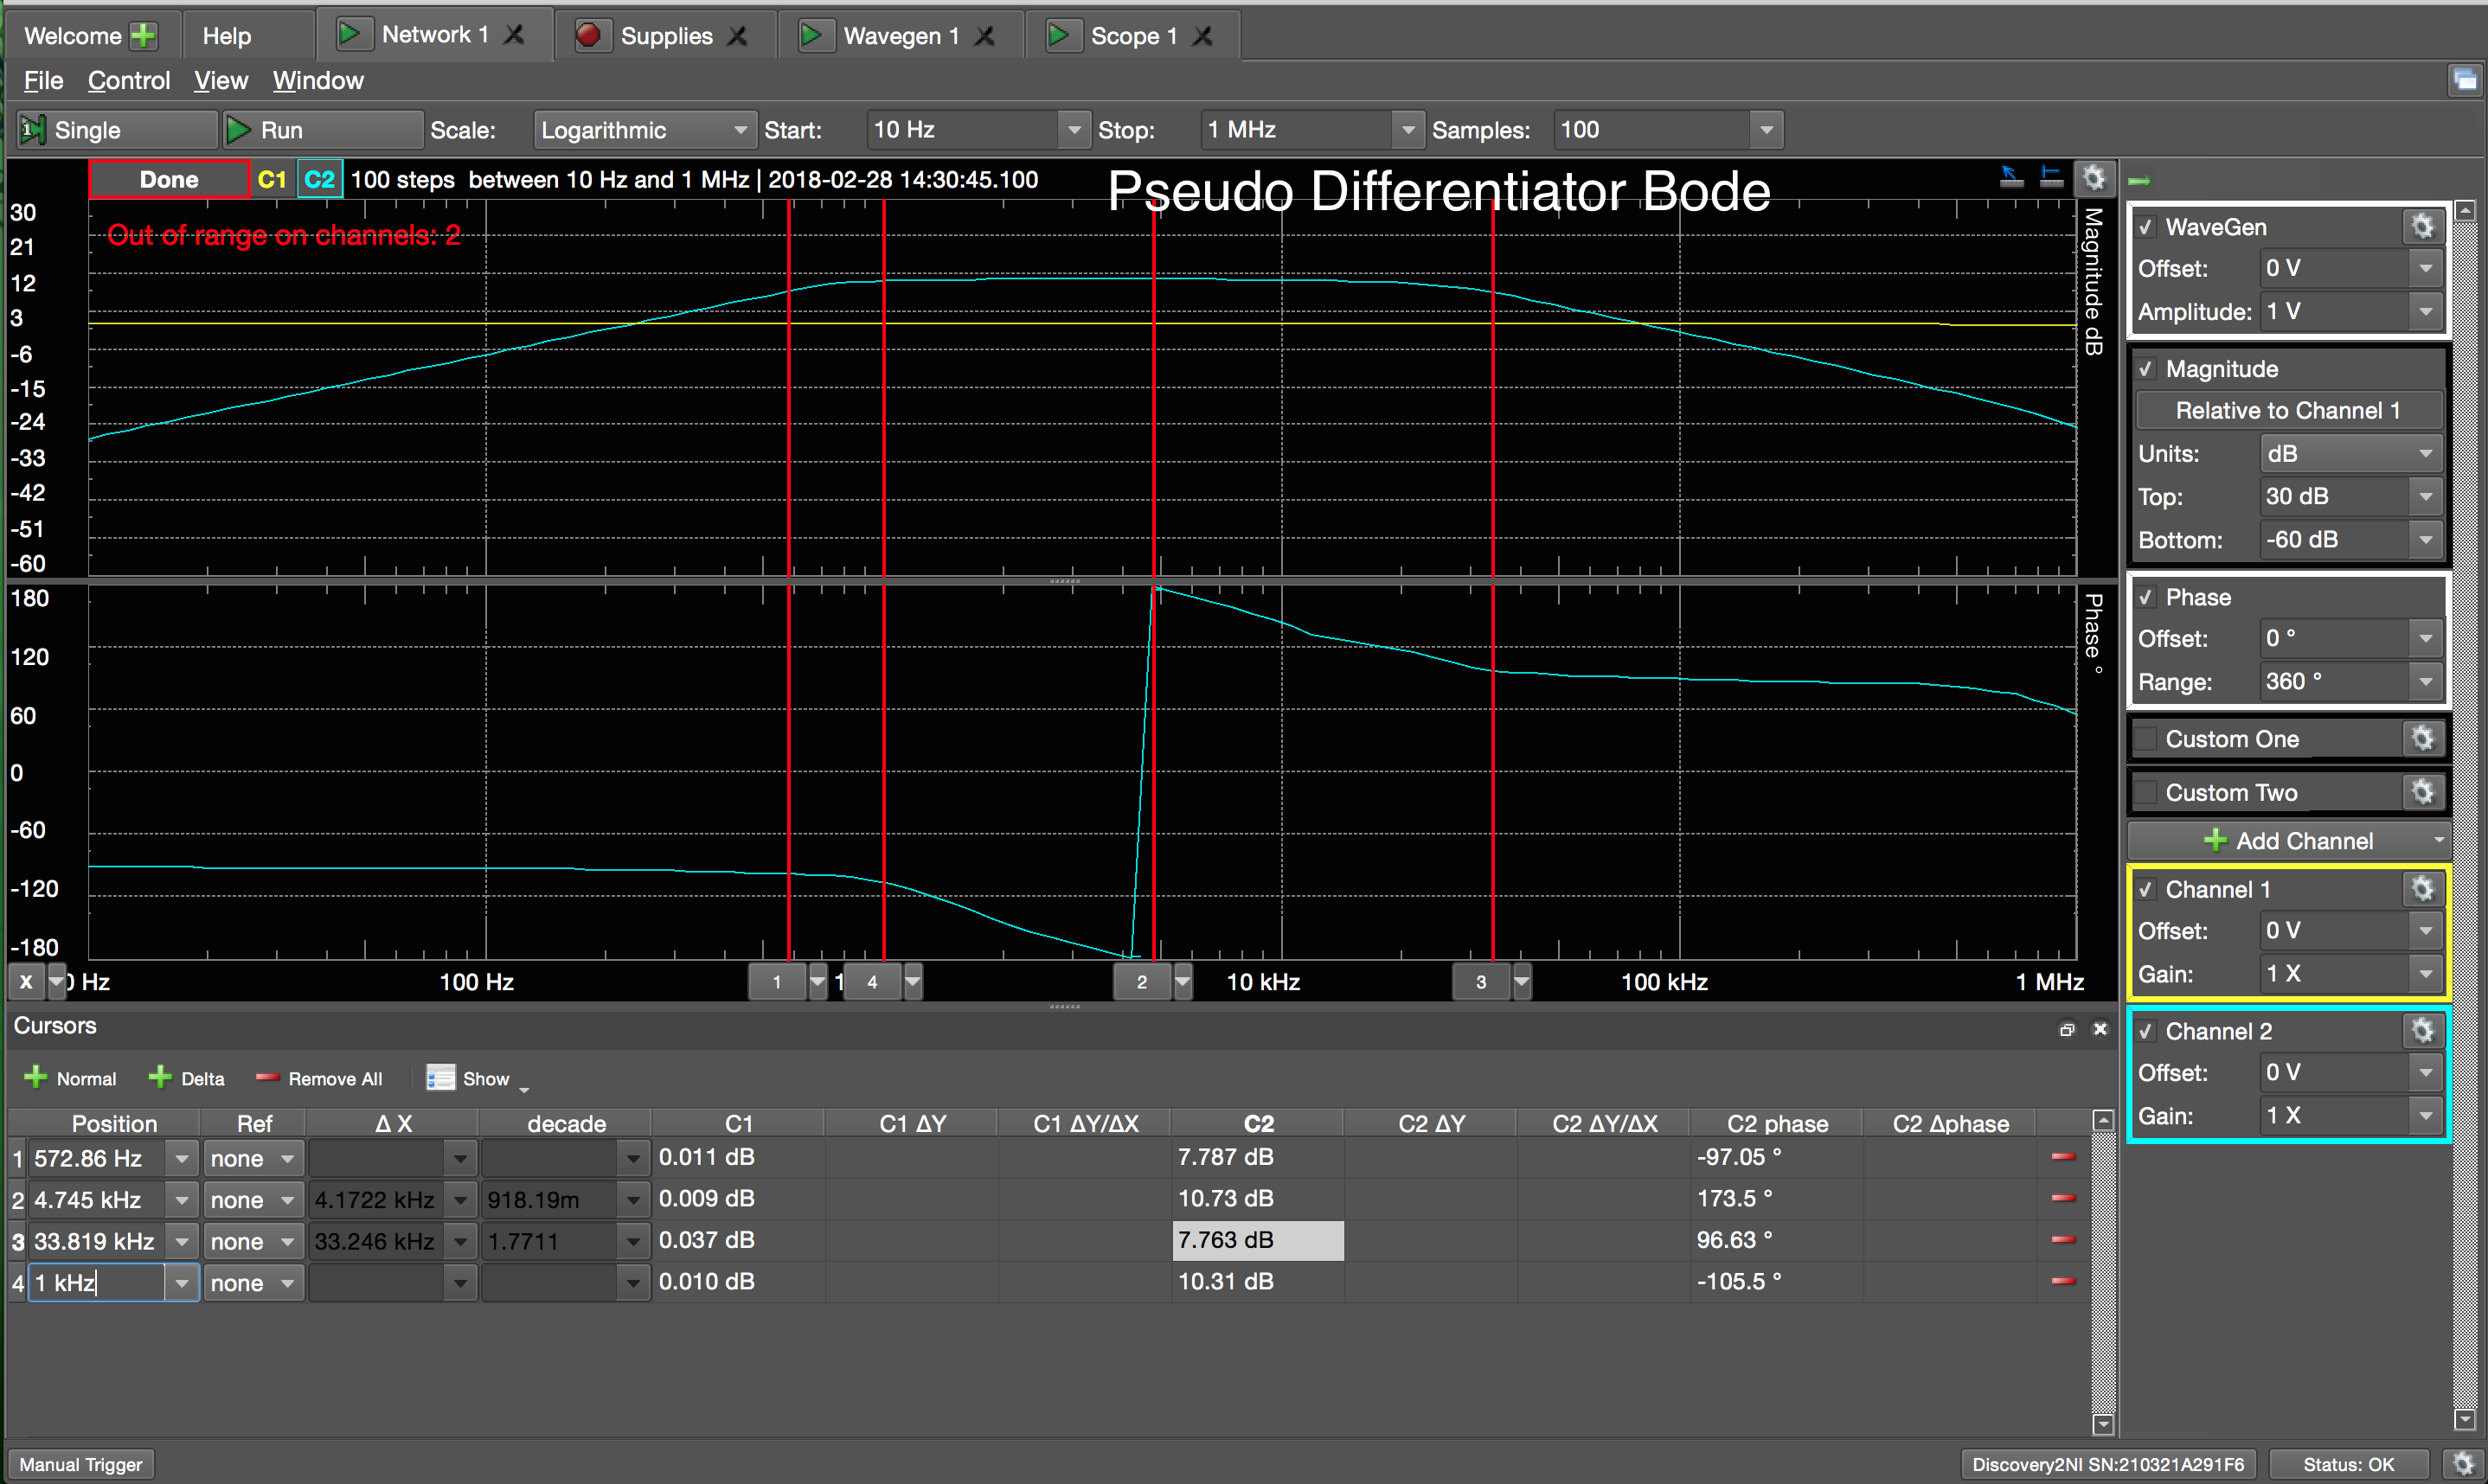 Welcome Help Network 1 Supplies Wavegen 1 Scope 1
File Control View Window
1 Single Run Scale: Logarithmic Start: 10 Hz Stop: 1 MHz Samples: 100
Done C1 C2 100 steps between 10 Hz and 1 MHz | 2018-02-28 14:30:45.100
Pseudo Differentiator Bode
Out of range on channels: 2
30
21
12
3
-6
-15
-24
-33
-42
-51
-60
Magnitude dB
180
120
60
0
-60
-120
-180
Phase °
X 0 Hz 100 Hz 1 1 4 2 10 kHz 3 100 kHz 1 MHz
WaveGen
Offset: 0 V
Amplitude: 1 V
Magnitude
Relative to Channel 1
Units: dB
Top: 30 dB
Bottom: -60 dB
Phase
Offset: 0 °
Range: 360 °
Custom One
Custom Two
Add Channel
Channel 1
Offset: 0 V
Gain: 1 X
Channel 2
Offset: 0 V
Gain: 1 X
Cursors
Normal Delta Remove All Show
Position Ref Δ X decade C1 C1 ΔY C1 ΔY/ΔX C2 C2 ΔY C2 ΔY/ΔX C2 phase C2 Δphase
1 572.86 Hz none 0.011 dB 7.787 dB -97.05 °
2 4.745 kHz none 4.1722 kHz 918.19m 0.009 dB 10.73 dB 173.5 °
3 33.819 kHz none 33.246 kHz 1.7711 0.037 dB 7.763 dB 96.63 °
4 1 kHz none 0.010 dB 10.31 dB -105.5 °
Manual Trigger Discovery2NI SN:210321A291F6 Status: OK